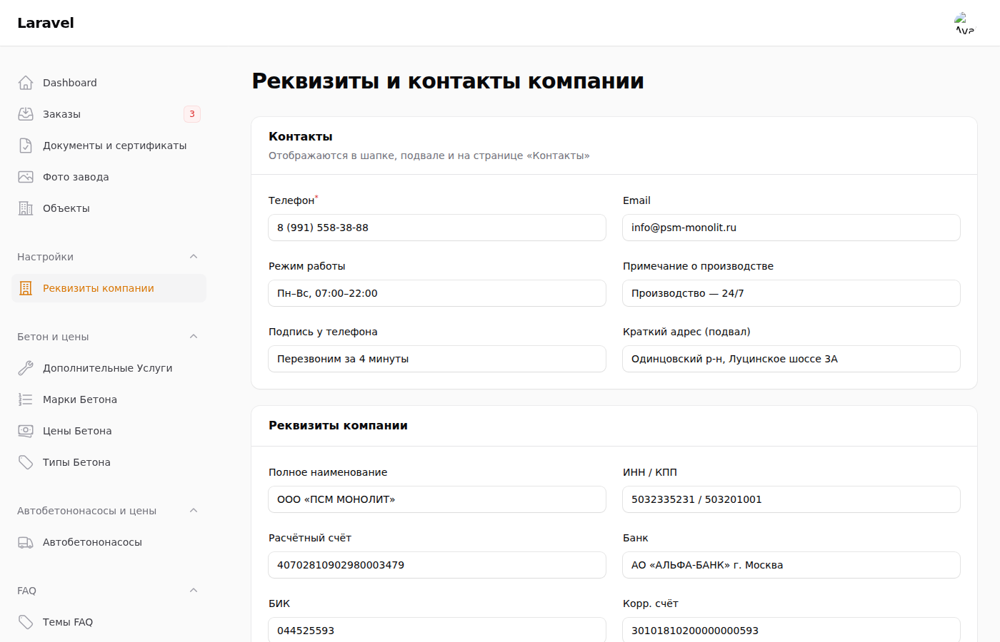 Laravel
Ava
Dashboard
Заказы
3
Документы и сертификаты
Фото завода
Объекты
Настройки
Реквизиты компании
Бетон и цены
Дополнительные Услуги
Марки Бетона
Цены Бетона
Типы Бетона
Автобетононасосы и цены
Автобетононасосы
FAQ
Темы FAQ
Реквизиты и контакты компании
Контакты
Отображаются в шапке, подвале и на странице «Контакты»
Телефон*
8 (991) 558-38-88
Email
info@psm-monolit.ru
Режим работы
Пн–Вс, 07:00–22:00
Примечание о производстве
Производство — 24/7
Подпись у телефона
Перезвоним за 4 минуты
Краткий адрес (подвал)
Одинцовский р-н, Луцинское шоссе 3А
Реквизиты компании
Полное наименование
ООО «ПСМ МОНОЛИТ»
ИНН / КПП
5032335231 / 503201001
Расчётный счёт
40702810902980003479
Банк
АО «АЛЬФА-БАНК» г. Москва
БИК
044525593
Корр. счёт
30101810200000000593